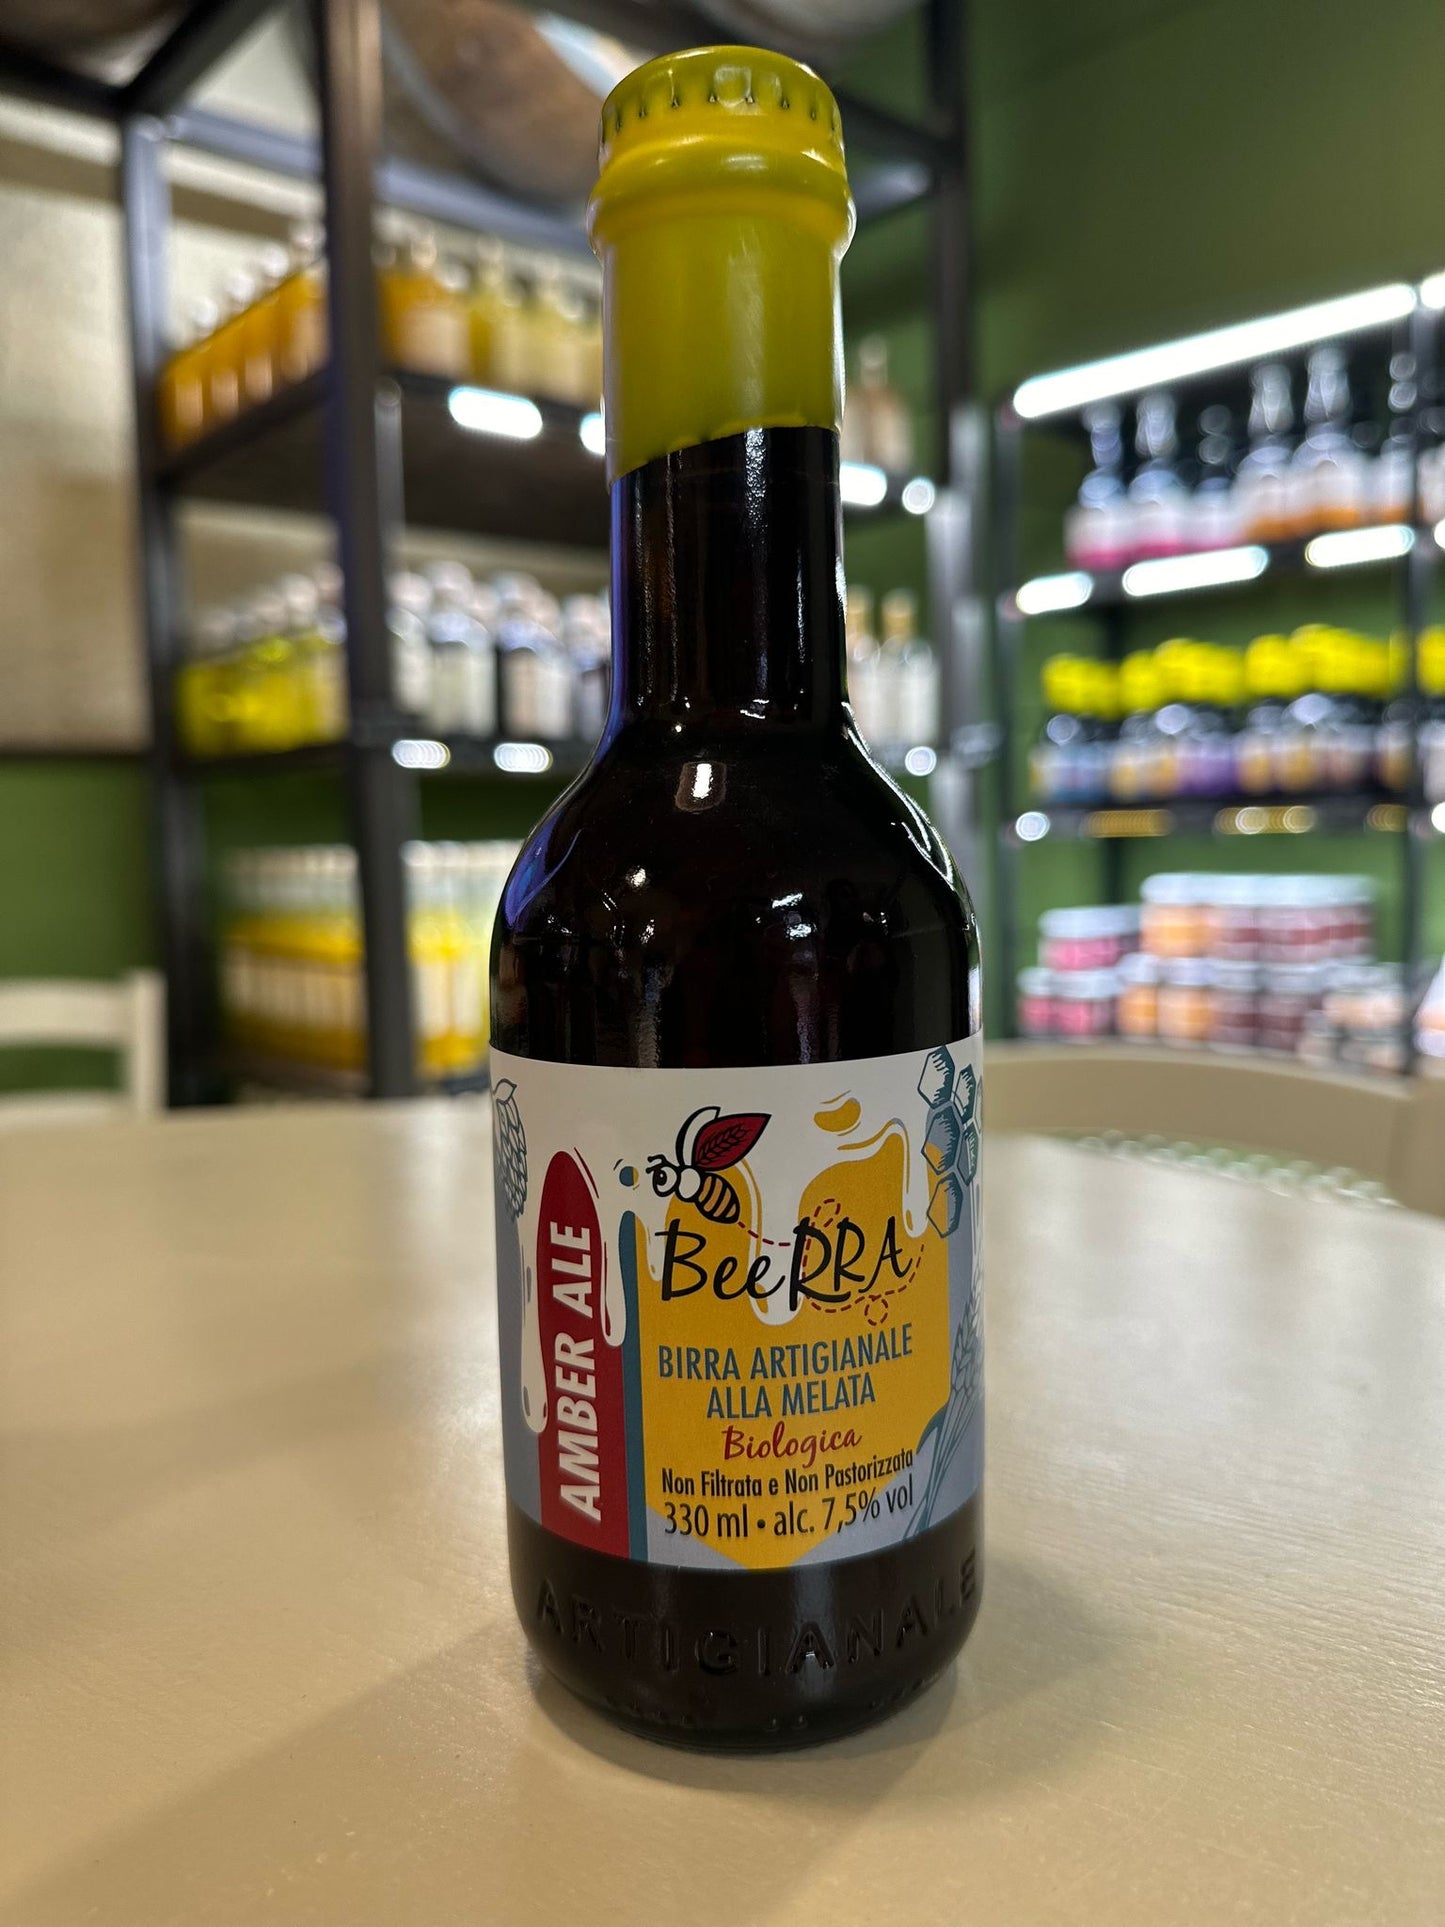 AMBER ALE
BeeRRA
BIRRA ARTIGIANALE
ALLA MELATA
Biologica
Non Filtrata e Non Pastorizzata
330 ml • alc. 7,5% vol
ARTIGIANALE